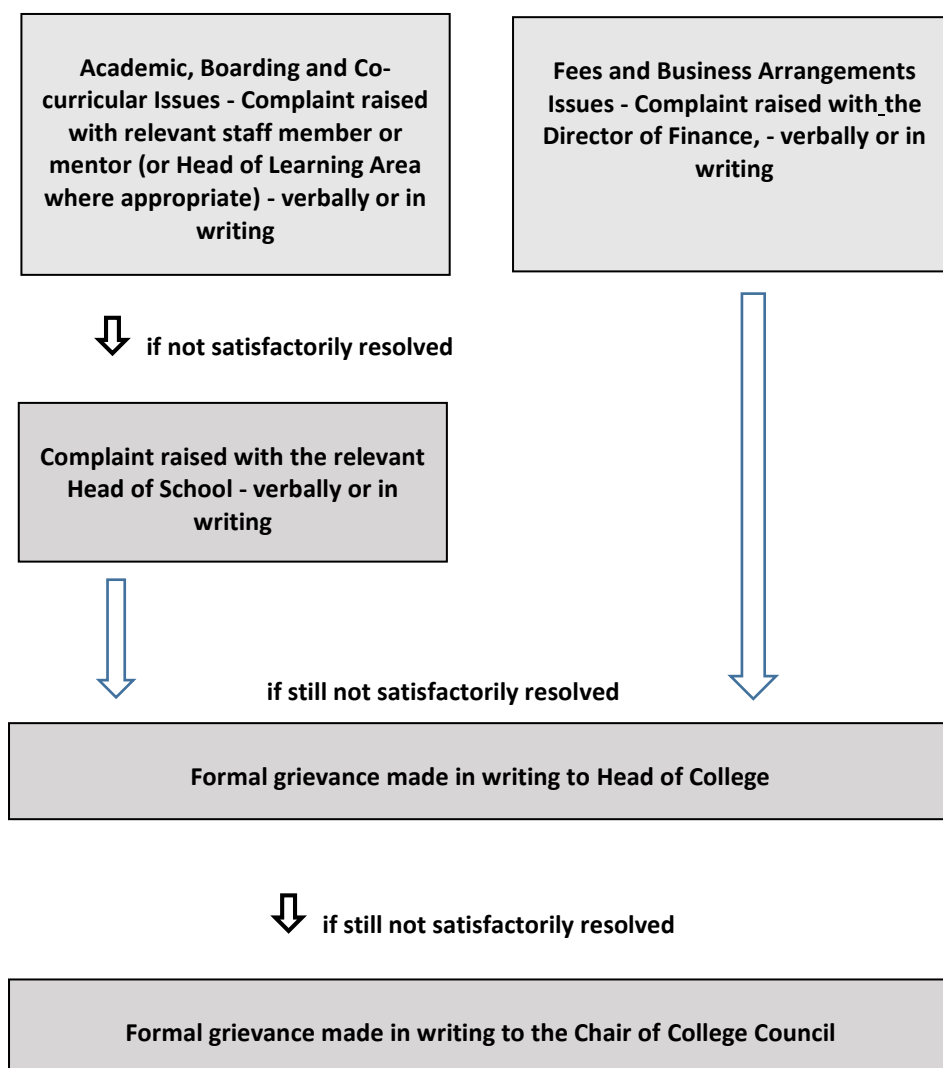 Academic, Boarding and Co-
curricular Issues - Complaint raised
with relevant staff member or
mentor (or Head of Learning Area
where appropriate) - verbally or in
writing
Fees and Business Arrangements
Issues - Complaint raised with the
Director of Finance, - verbally or in
writing
if not satisfactorily resolved
Complaint raised with the relevant
Head of School - verbally or in
writing
if still not satisfactorily resolved
Formal grievance made in writing to Head of College
if still not satisfactorily resolved
Formal grievance made in writing to the Chair of College Council